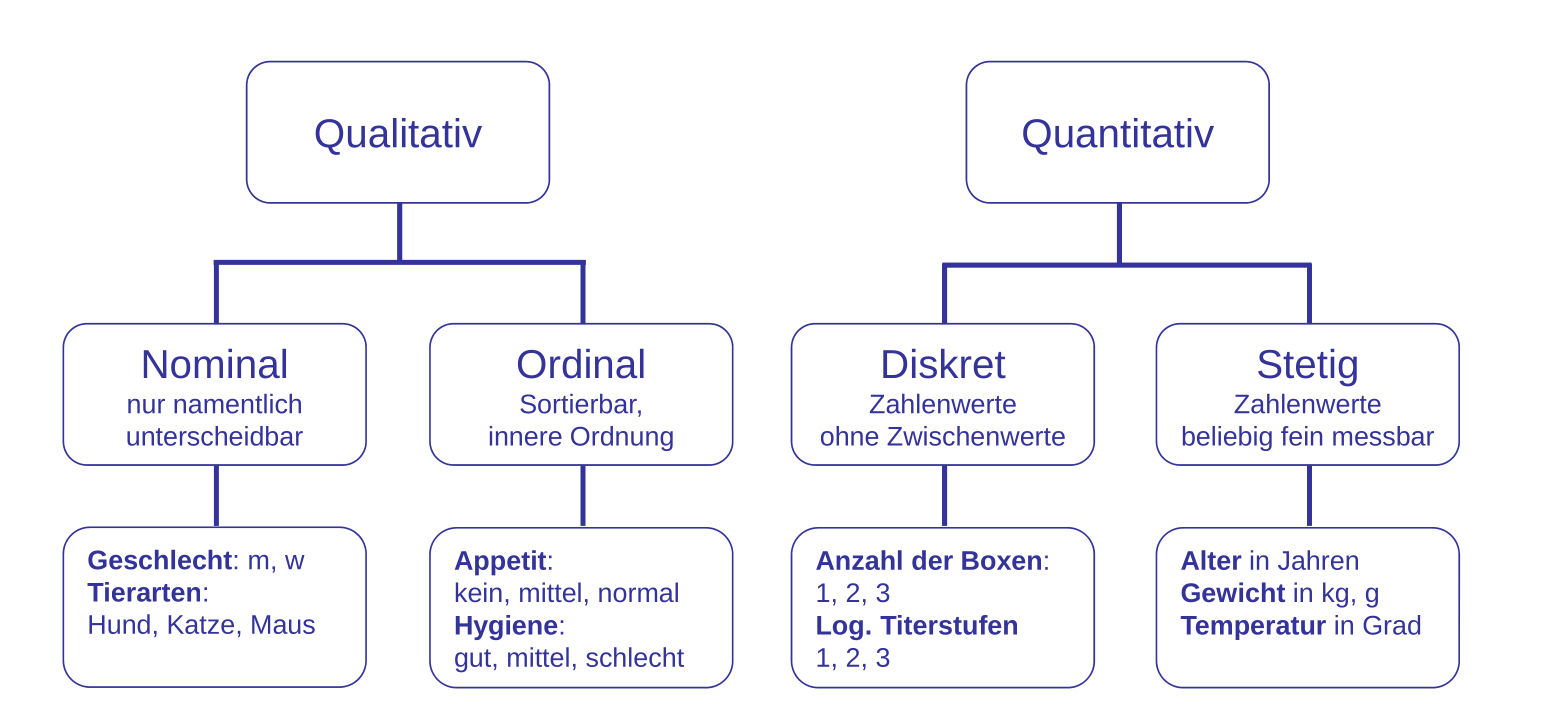 Qualitativ
Quantitativ
Nominal
nur namentlich
unterscheidbar
Ordinal
Sortierbar,
innere Ordnung
Diskret
Zahlenwerte
ohne Zwischenwerte
Stetig
Zahlenwerte
beliebig fein messbar
Geschlecht: m, w
Tierarten:
Hund, Katze, Maus
Appetit:
kein, mittel, normal
Hygiene:
gut, mittel, schlecht
Anzahl der Boxen:
1, 2, 3
Log. Titerstufen
1, 2, 3
Alter in Jahren
Gewicht in kg, g
Temperatur in Grad